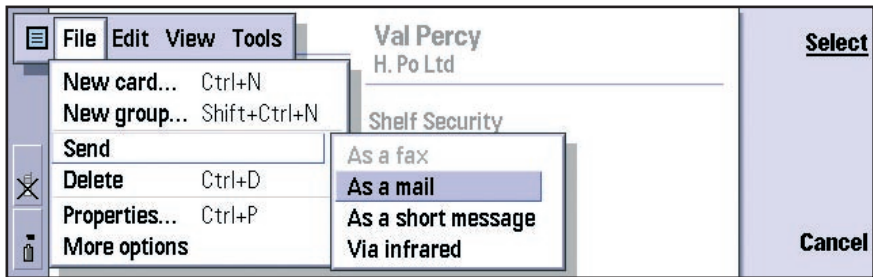 File Edit View Tools
Val Percy
Select
H. Po Ltd
New card... Ctrl+N
New group... Shift+Ctrl+N
Shelf Security
Send
As a fax
Delete Ctrl+D
As a mail
Properties... Ctrl+P
As a short message
More options
Via infrared
Cancel